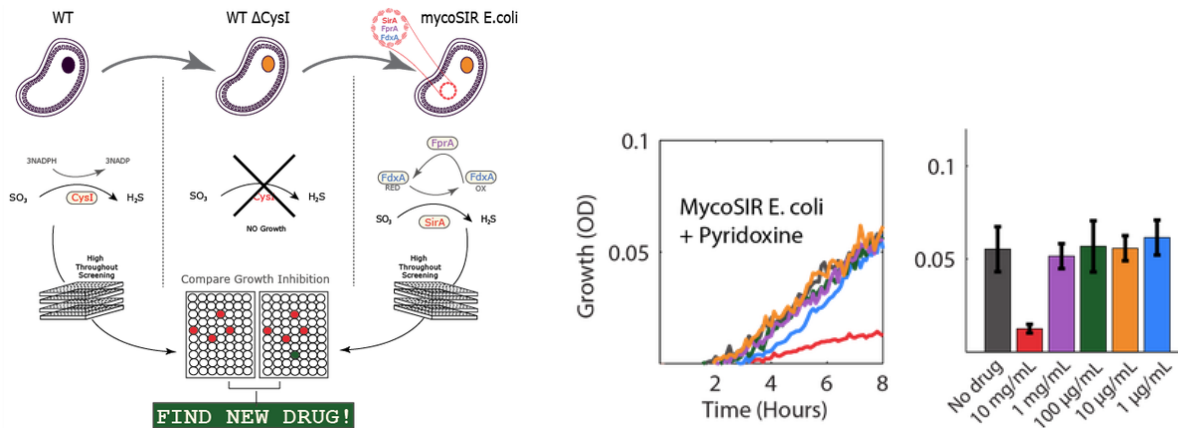 WT
WT ΔCysI
mycoSIR E.coli
SirA
FprA
FdxA
3NADPH
3NADP
SO₃
CysI
H₂S
SO₃
CysI
H₂S
NO Growth
FprA
FdxA
RED
FdxA
OX
SO₃
SirA
H₂S
High
Throughout
Screening
Compare Growth Inhibition
High
Throughout
Screening
FIND NEW DRUG!
0.1
0.05
Growth (OD)
MycoSIR E. coli
+ Pyridoxine
2
4
6
8
Time (Hours)
0.1
0.05
No drug
10 mg/mL
1 mg/mL
100 µg/mL
10 µg/mL
1 µg/mL